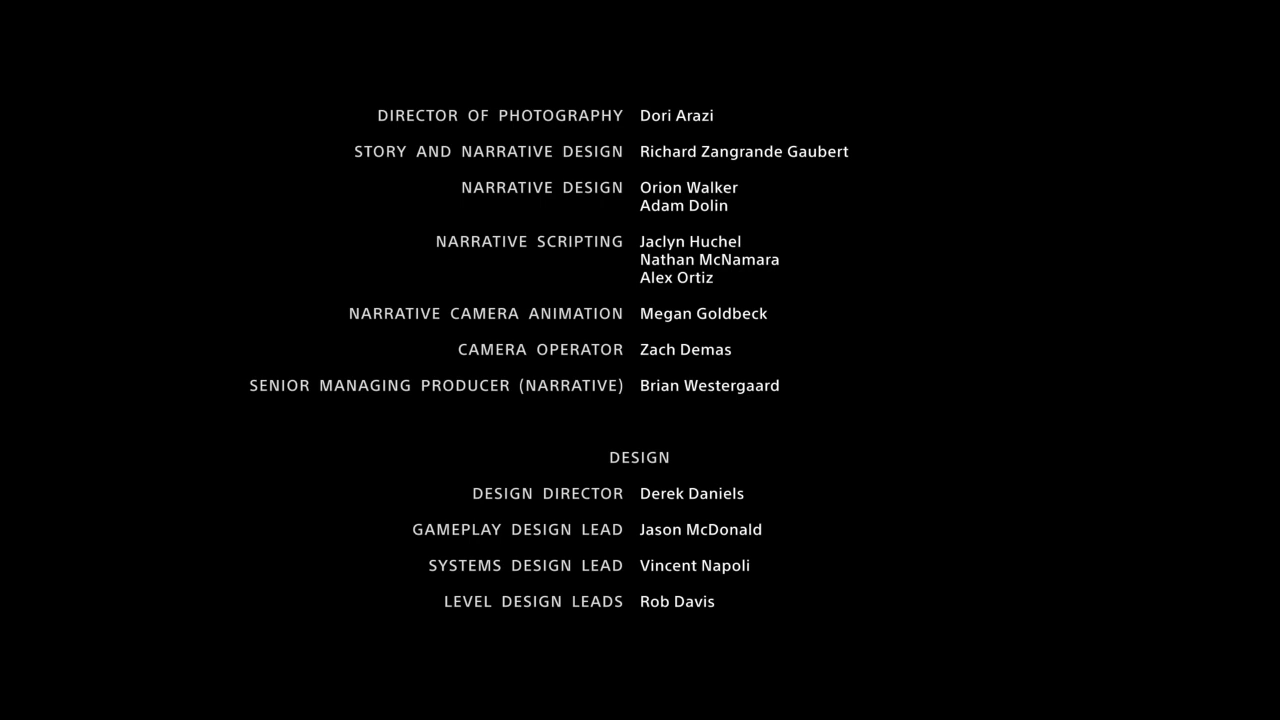 DIRECTOR OF PHOTOGRAPHY Dori Arazi
STORY AND NARRATIVE DESIGN Richard Zangrande Gaubert
NARRATIVE DESIGN Orion Walker
Adam Dolin
NARRATIVE SCRIPTING Jaclyn Huchel
Nathan McNamara
Alex Ortiz
NARRATIVE CAMERA ANIMATION Megan Goldbeck
CAMERA OPERATOR Zach Demas
SENIOR MANAGING PRODUCER (NARRATIVE) Brian Westergaard
DESIGN
DESIGN DIRECTOR Derek Daniels
GAMEPLAY DESIGN LEAD Jason McDonald
SYSTEMS DESIGN LEAD Vincent Napoli
LEVEL DESIGN LEADS Rob Davis